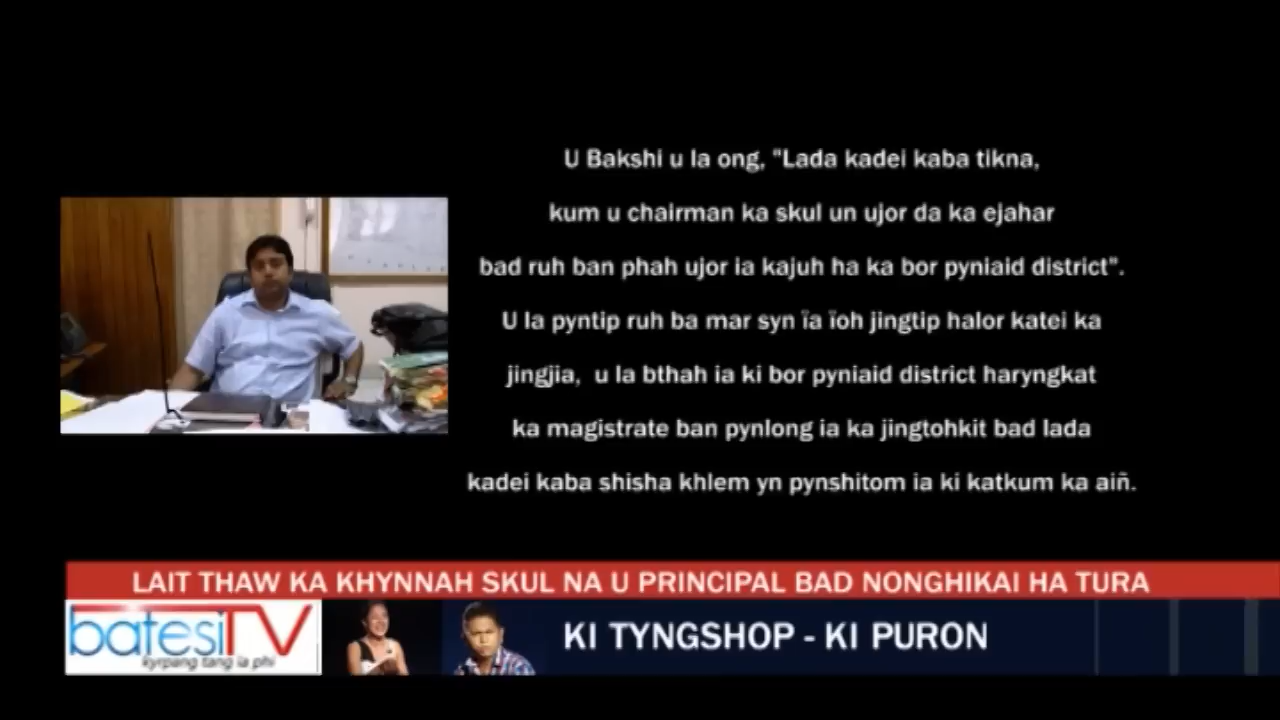 U Bakshi u la ong, "Lada kadei kaba tikna,
kum u chairman ka skul un ujor da ka ejahar
bad ruh ban phah ujor ia kajuh ha ka bor pyniaid district".
U la pyntip ruh ba mar syn ïa ïoh jingtip halor katei ka
jingjia, u la bthah ia ki bor pyniaid district haryngkat
ka magistrate ban pynlong ia ka jingtohkit bad lada
kadei kaba shisha khlem yn pynshitom ia ki katkum ka aiñ.
LAIT THAW KA KHYNNAH SKUL NA U PRINCIPAL BAD NONGHIKAI HA TURA
batesi TV
kyrpang tang ïa phi
KI TYNGSHOP - KI PURON